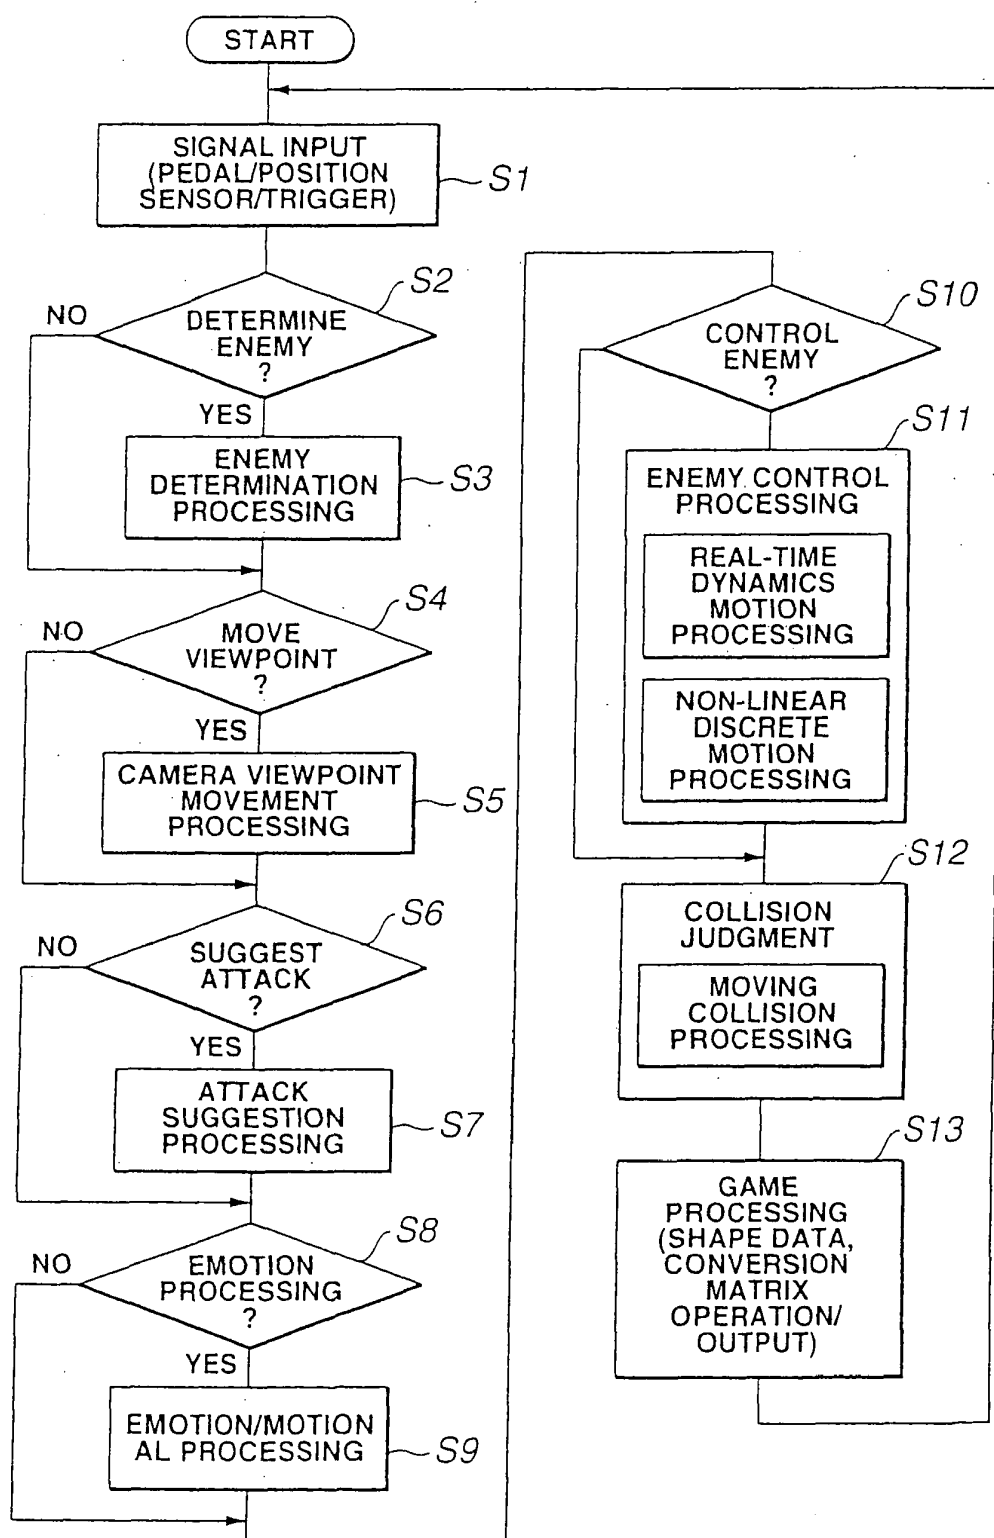 START
SIGNAL INPUT
(PEDAL/POSITION
SENSOR/TRIGGER)
S1
S2
NO
DETERMINE
ENEMY
?
YES
ENEMY
DETERMINATION
PROCESSING
S3
S4
NO
MOVE
VIEWPOINT
?
YES
CAMERA VIEWPOINT
MOVEMENT
PROCESSING
S5
S6
NO
SUGGEST
ATTACK
?
YES
ATTACK
SUGGESTION
PROCESSING
S7
S8
NO
EMOTION
PROCESSING
?
YES
EMOTION/MOTION
AL PROCESSING
S9
S10
CONTROL
ENEMY
?
S11
ENEMY CONTROL
PROCESSING
REAL-TIME
DYNAMICS
MOTION
PROCESSING
NON-LINEAR
DISCRETE
MOTION
PROCESSING
S12
COLLISION
JUDGMENT
MOVING
COLLISION
PROCESSING
S13
GAME
PROCESSING
(SHAPE DATA,
CONVERSION
MATRIX
OPERATION/
OUTPUT)